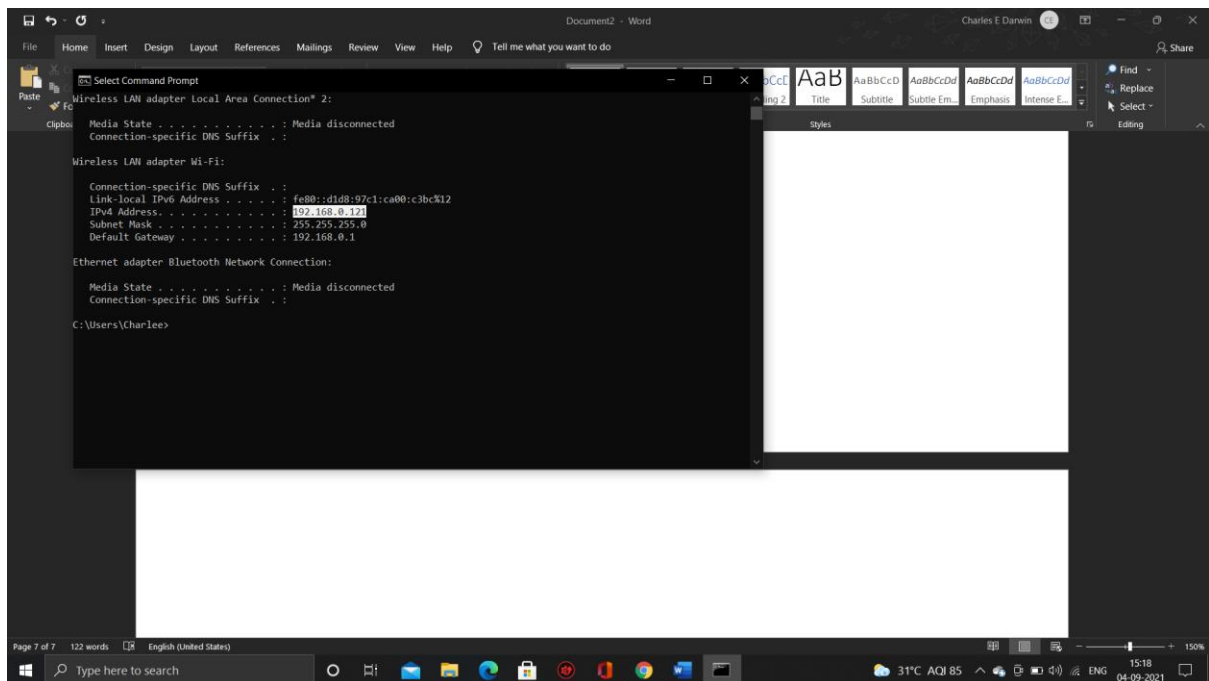 Document2 - Word
Charles E Darwin
CE
File Home Insert Design Layout References Mailings Review View Help Tell me what you want to do
Share
Paste
Clipboa
AaB AaBbCcD AaBbCcDd AaBbCcDd AaBbCcDd
ing 2 Title Subtitle Subtle Em... Emphasis Intense E...
Styles
Find
Replace
Select
Editing
Select Command Prompt
Wireless LAN adapter Local Area Connection* 2:
Media State . . . . . . . . . . . : Media disconnected
Connection-specific DNS Suffix . :
Wireless LAN adapter Wi-Fi:
Connection-specific DNS Suffix . :
Link-local IPv6 Address . . . . . : fe80::d1d8:97c1:ca00:c3bc%12
IPv4 Address. . . . . . . . . . . : 192.168.0.121
Subnet Mask . . . . . . . . . . . : 255.255.255.0
Default Gateway . . . . . . . . . : 192.168.0.1
Ethernet adapter Bluetooth Network Connection:
Media State . . . . . . . . . . . : Media disconnected
Connection-specific DNS Suffix . :
C:\Users\Charlee>
Page 7 of 7 122 words English (United States)
150%
Type here to search
31°C AQI 85
ENG
15:18
04-09-2021